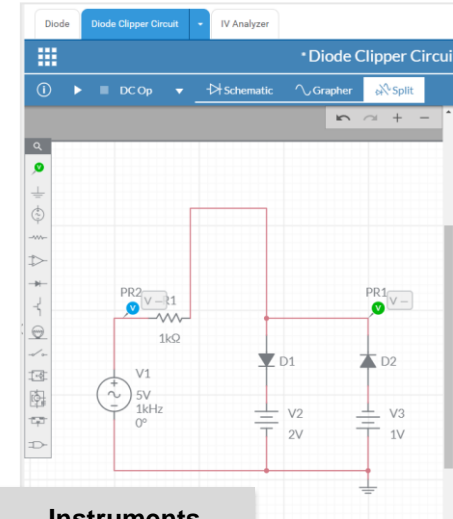 Diode
Diode Clipper Circuit
IV Analyzer
*Diode Clipper Circui
DC Op
Schematic
Grapher
Split
PR2
V --
R1
1kΩ
PR1
V --
V1
5V
1kHz
0°
D1
D2
V2
2V
V3
1V
Instruments